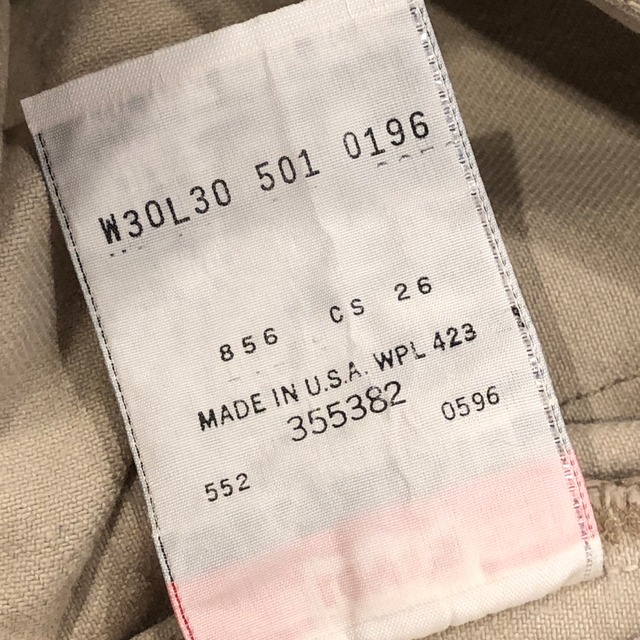 W30L30 501 0196
856 CS 26
MADE IN U.S.A. WPL 423
355382 0596
552